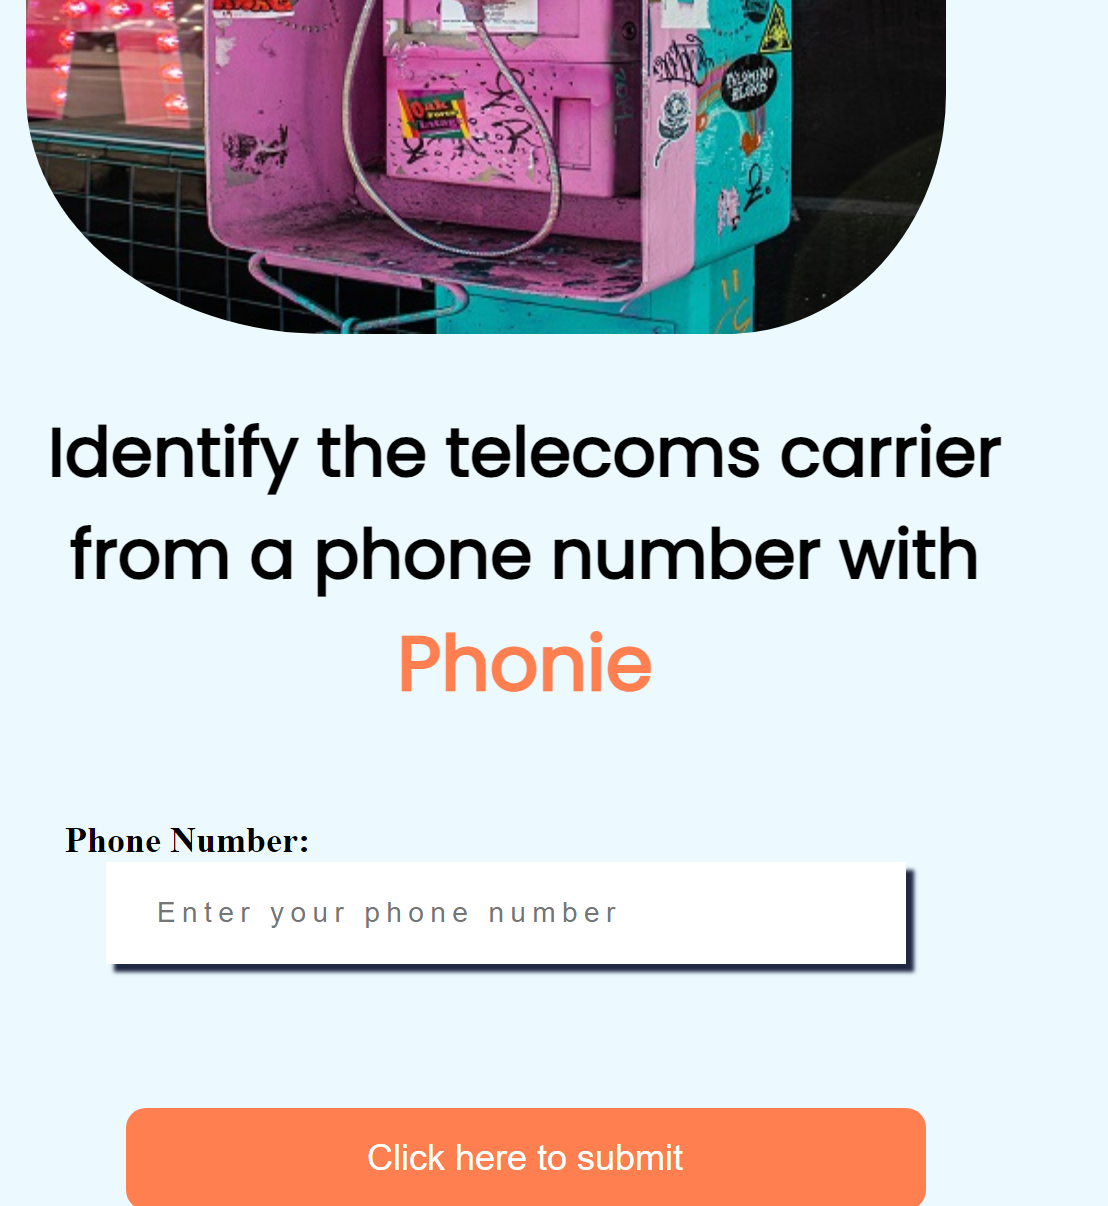 Identify the telecoms carrier
from a phone number with
Phonie
Phone Number:
Enter your phone number
Click here to submit